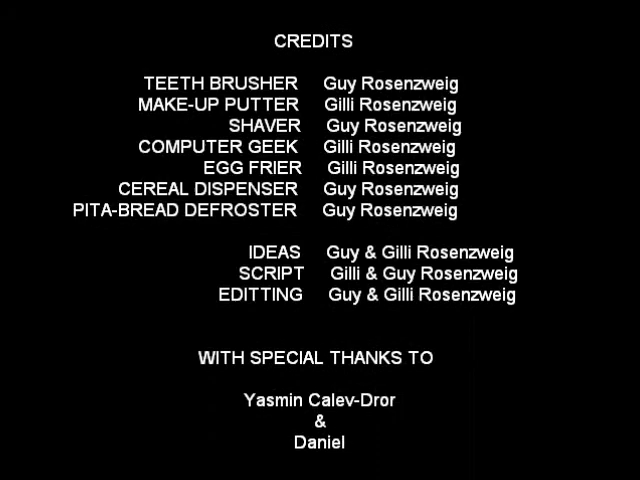 CREDITS
TEETH BRUSHER Guy Rosenzweig
MAKE-UP PUTTER Gilli Rosenzweig
SHAVER Guy Rosenzweig
COMPUTER GEEK Gilli Rosenzweig
EGG FRIER Gilli Rosenzweig
CEREAL DISPENSER Guy Rosenzweig
PITA-BREAD DEFROSTER Guy Rosenzweig
IDEAS Guy & Gilli Rosenzweig
SCRIPT Gilli & Guy Rosenzweig
EDITTING Guy & Gilli Rosenzweig
WITH SPECIAL THANKS TO
Yasmin Calev-Dror
&
Daniel